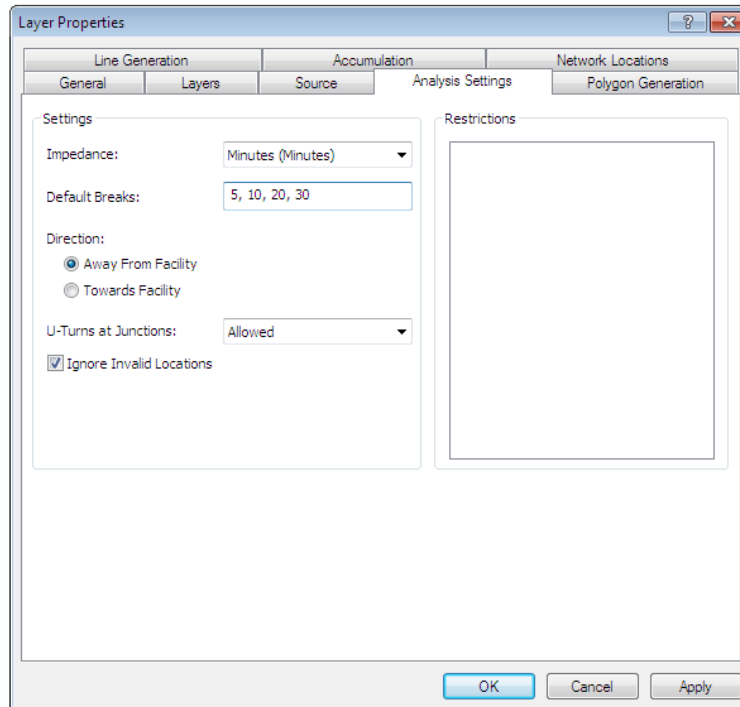 Layer Properties
Line Generation Accumulation Network Locations
General Layers Source Analysis Settings Polygon Generation
Settings
Impedance: Minutes (Minutes)
Default Breaks: 5, 10, 20, 30
Direction:
Away From Facility
Towards Facility
U-Turns at Junctions: Allowed
Ignore Invalid Locations
Restrictions
OK Cancel Apply